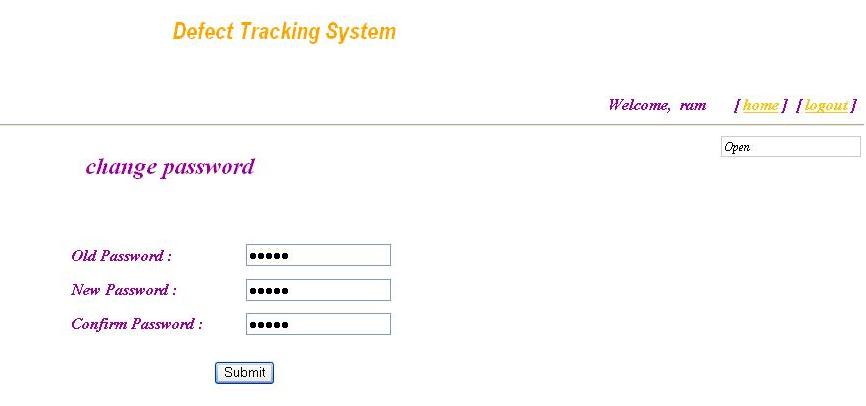 Defect Tracking System
Welcome, ram [ home ] [ logout ]
Open
change password
Old Password : •••••
New Password : •••••
Confirm Password : •••••
Submit